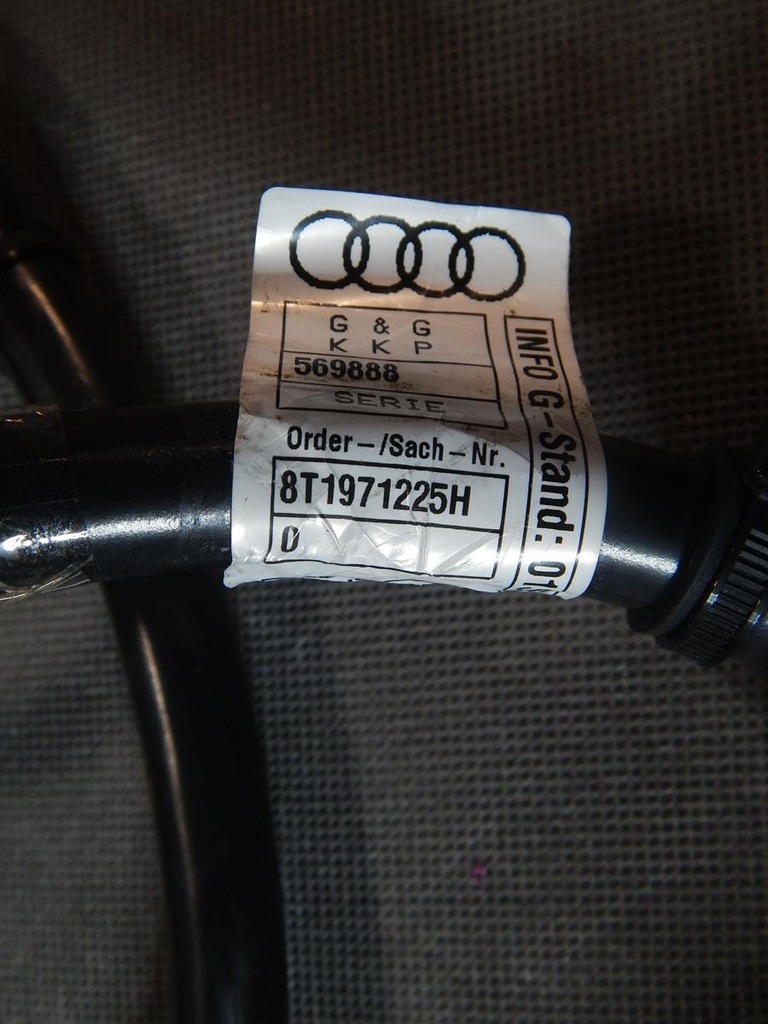 G & G
K K P
569888
SERIE
Order-/Sach-Nr.
8T1971225H
0
INFO G-Stand: